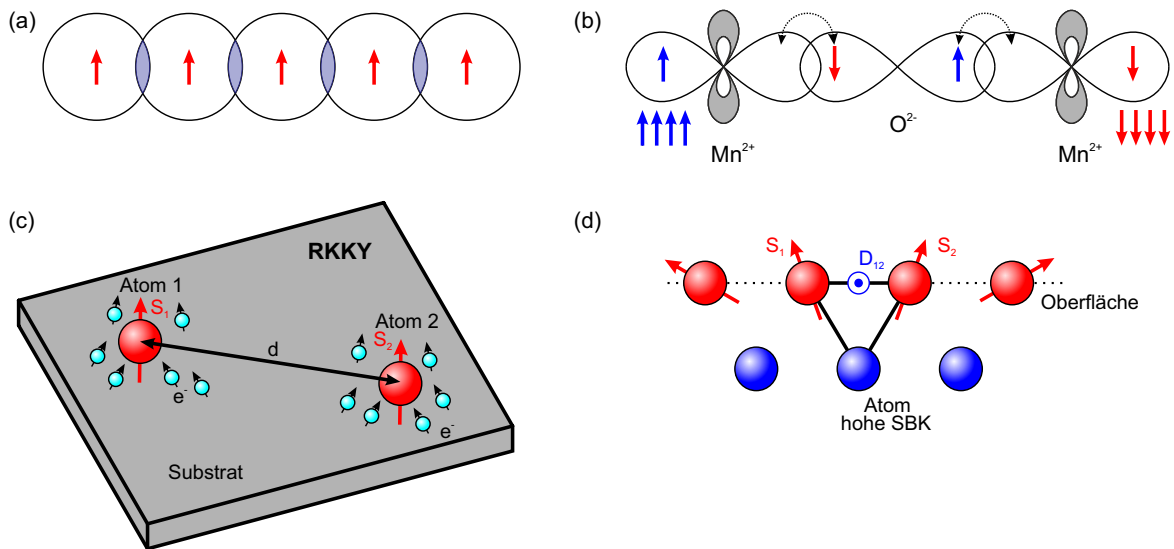 (a)
(b)
O²⁻
Mn²⁺
Mn²⁺
(c)
RKKY
Atom 1
S₁
Atom 2
S₂
d
e⁻
e⁻
Substrat
(d)
S₁
D₁₂
S₂
Oberfläche
Atom
hohe SBK